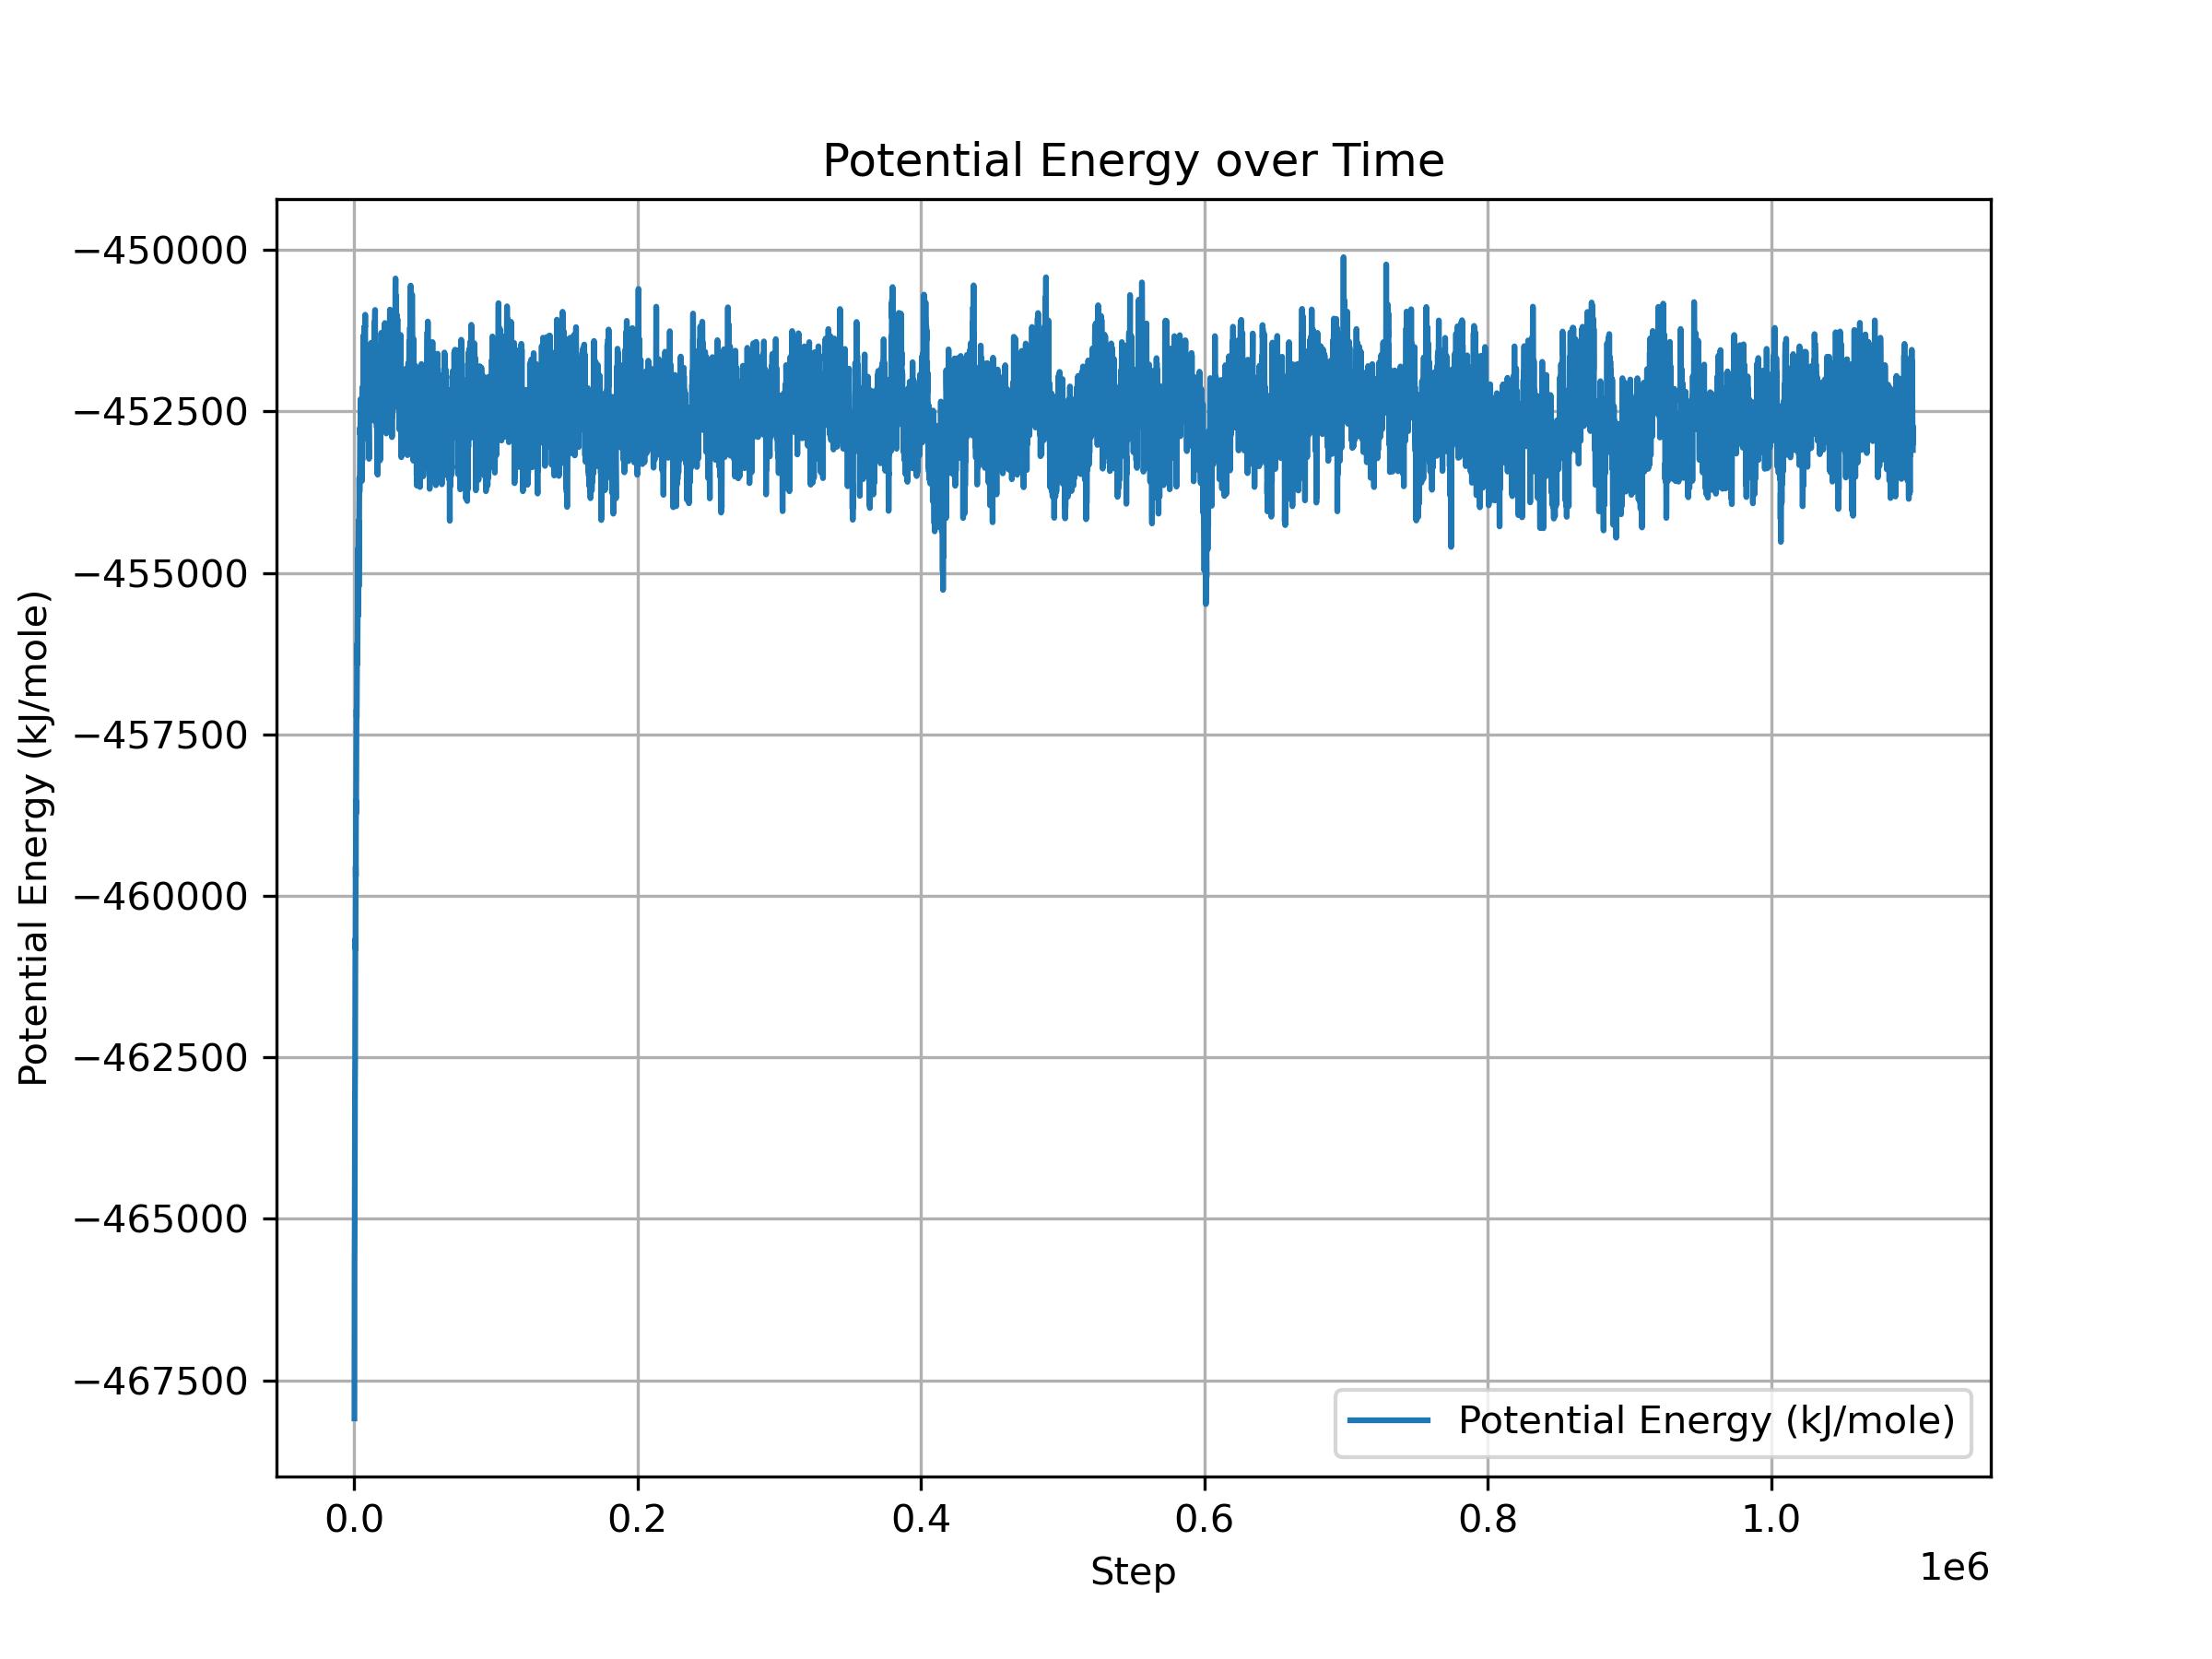 Potential Energy over Time
Potential Energy (kJ/mole)
−450000
−452500
−455000
−457500
−460000
−462500
−465000
−467500
Potential Energy (kJ/mole)
0.0 0.2 0.4 0.6 0.8 1.0
Step
1e6